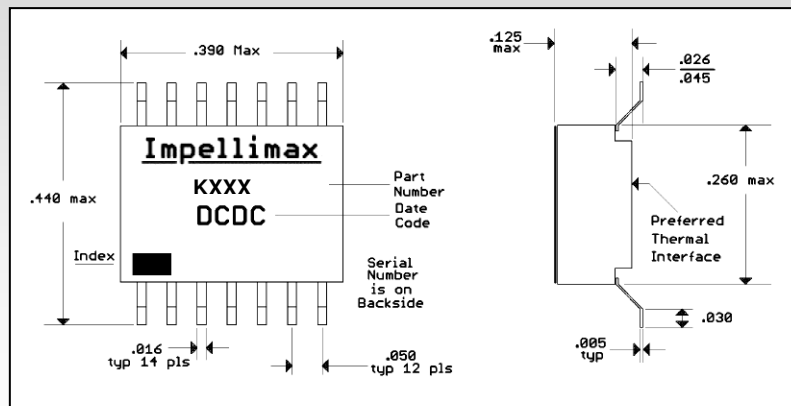 .390 Max
Impellimax
KXXX
DCDC
.440 max
Index
Part
Number
Date
Code
Serial
Number
is on
Backside
.016
typ 14 pls
.050
typ 12 pls
.125
max
.026
.045
.260 max
Preferred
Thermal
Interface
.030
.005
typ